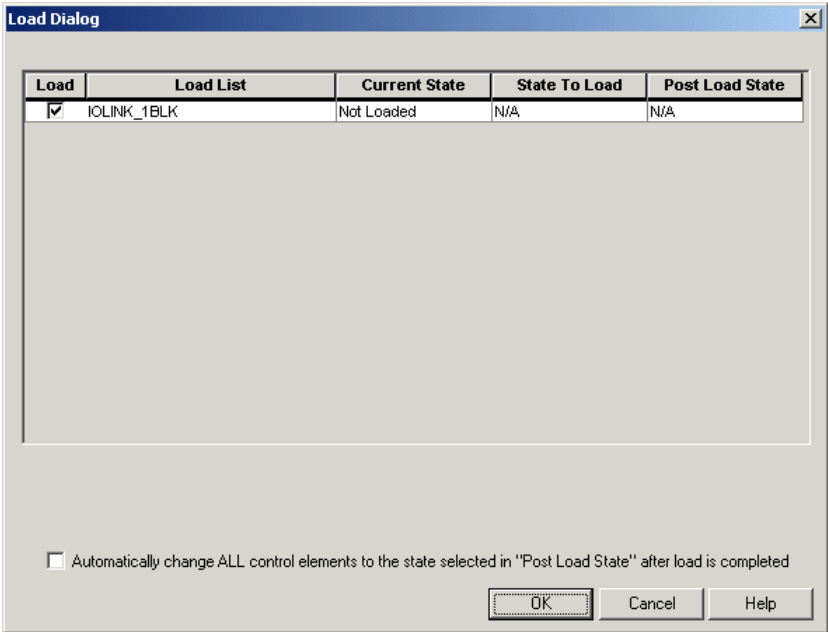 Load Dialog
Load Load List Current State State To Load Post Load State
IOLINK_1BLK Not Loaded N/A N/A
Automatically change ALL control elements to the state selected in "Post Load State" after load is completed
OK Cancel Help